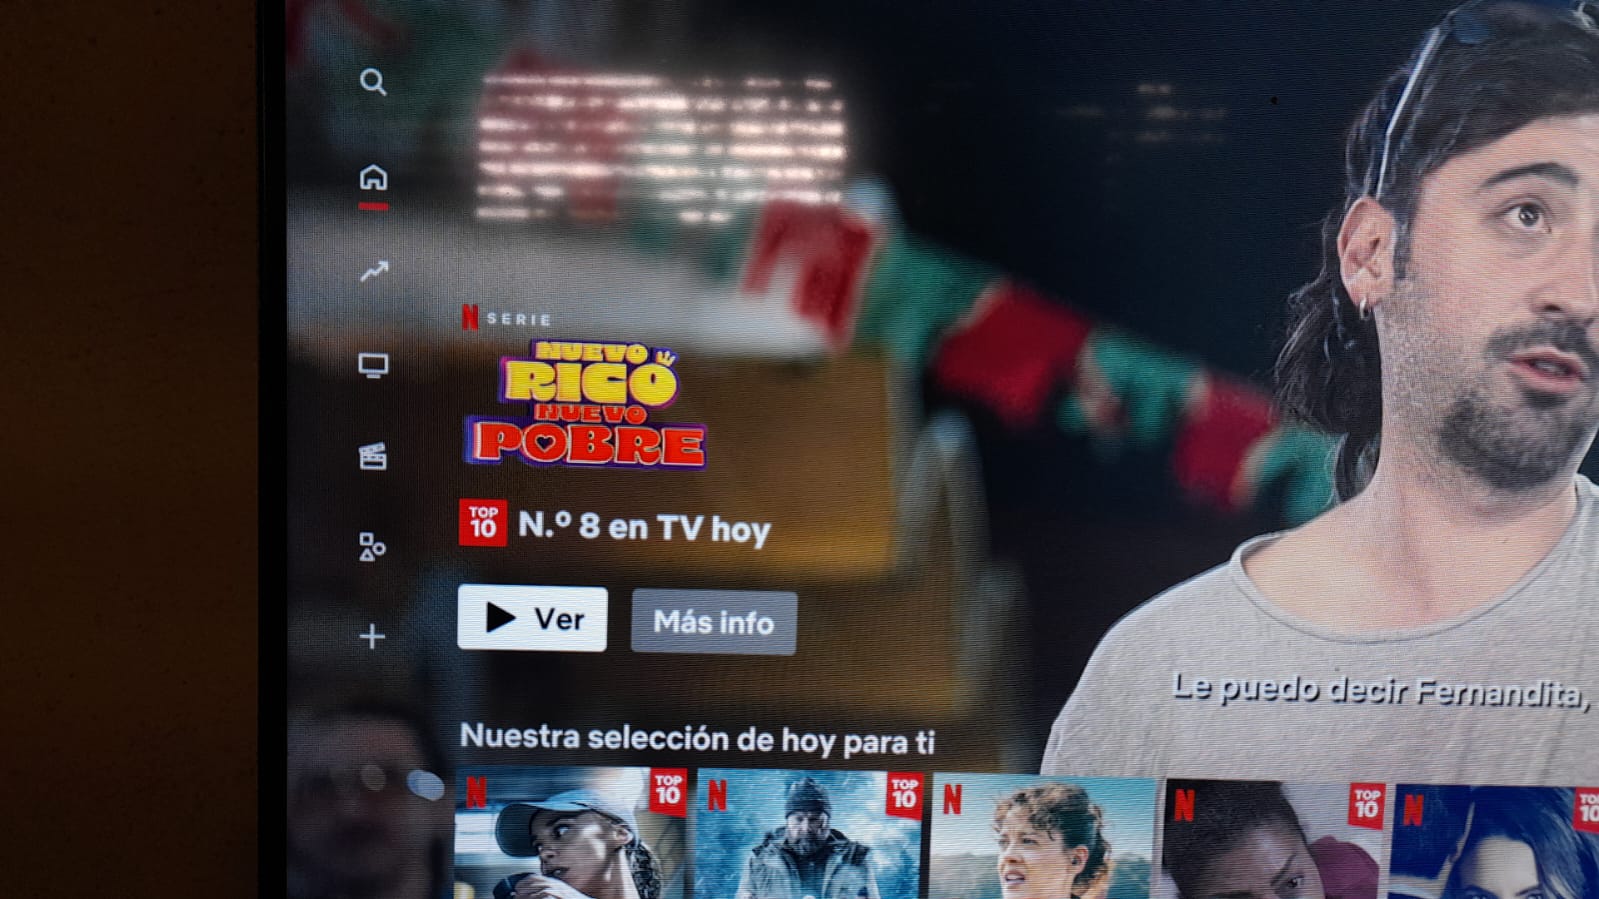 N SERIE
NUEVO
RICO
NUEVO
POBRE
TOP
10
N.º 8 en TV hoy
Ver
Más info
Le puedo decir Fernandita,
Nuestra selección de hoy para ti
N
TOP
10
N
TOP
10
N
N
TOP
10
N
TOP
10